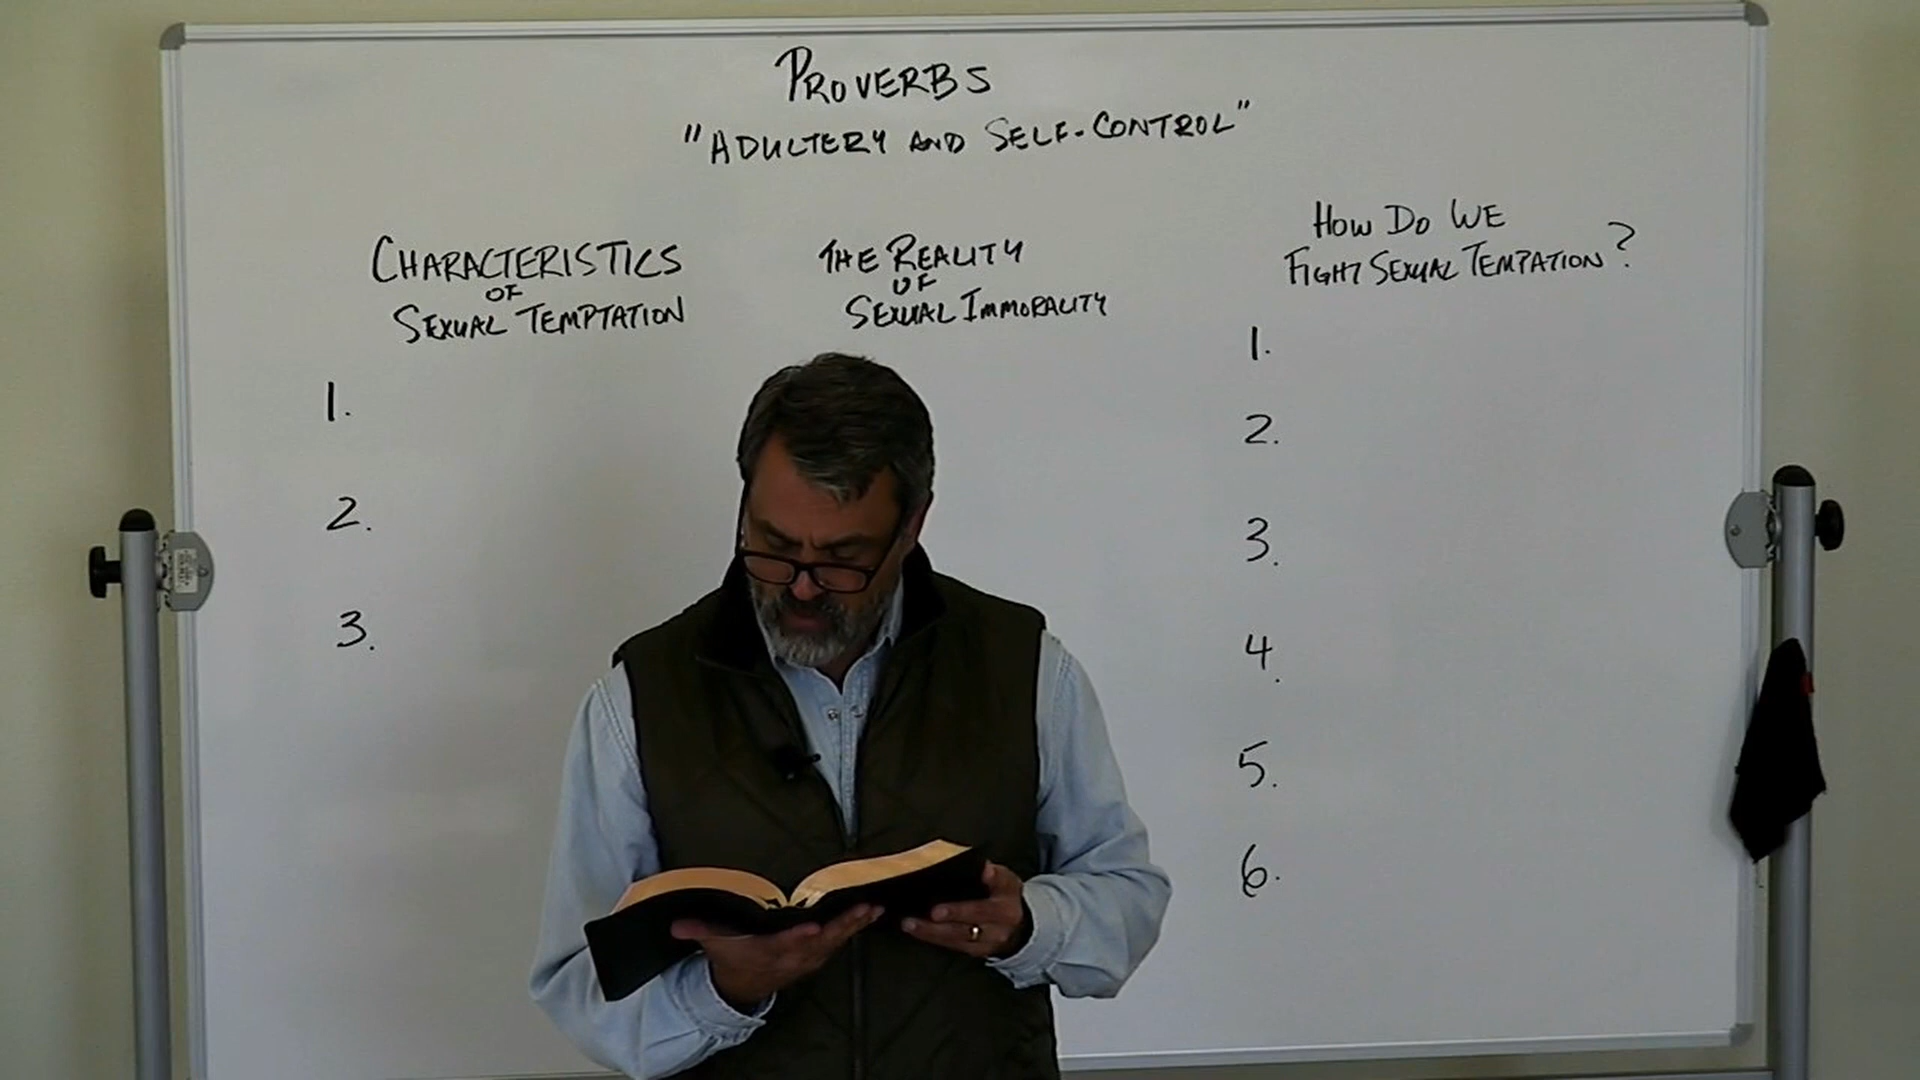 PROVERBS
"ADULTERY AND SELF-CONTROL"
CHARACTERISTICS
OF
SEXUAL TEMPTATION
1.
2.
3.
THE REALITY
OF
SEXUAL IMMORALITY
HOW DO WE
FIGHT SEXUAL TEMPTATION?
1.
2.
3.
4.
5.
6.